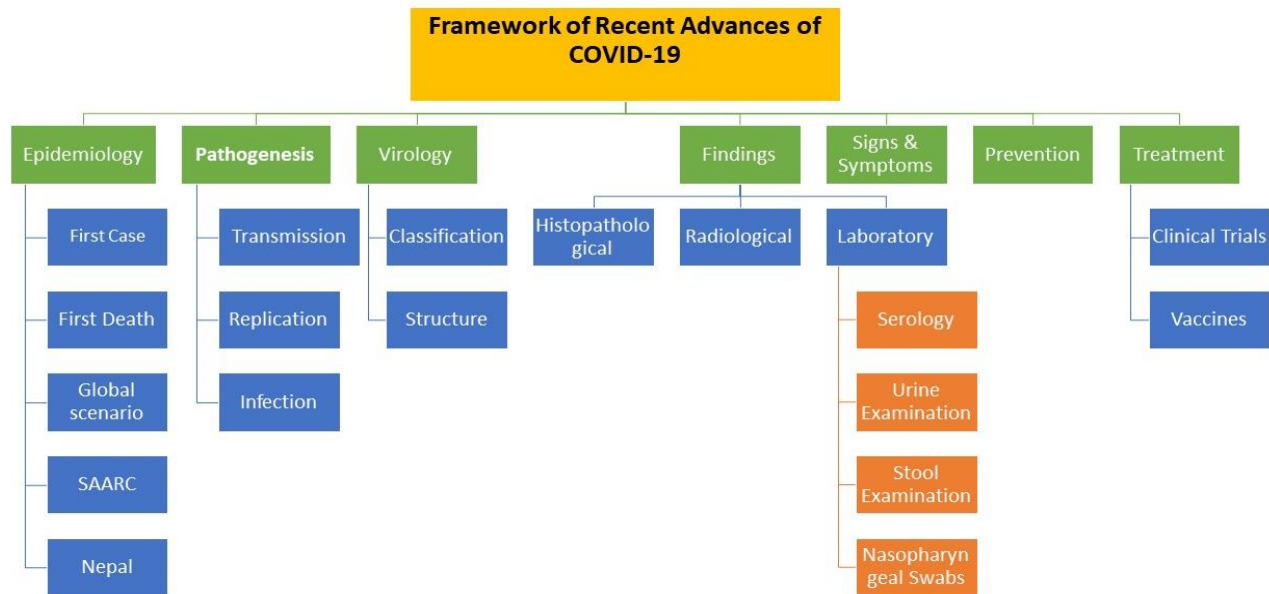 Framework of Recent Advances of
COVID-19
Epidemiology
Pathogenesis
Virology
Findings
Signs &
Symptoms
Prevention
Treatment
First Case
Transmission
Classification
Histopatholo
gical
Radiological
Laboratory
Clinical Trials
First Death
Replication
Structure
Serology
Vaccines
Global
scenario
Infection
Urine
Examination
SAARC
Stool
Examination
Nepal
Nasopharyn
geal Swabs